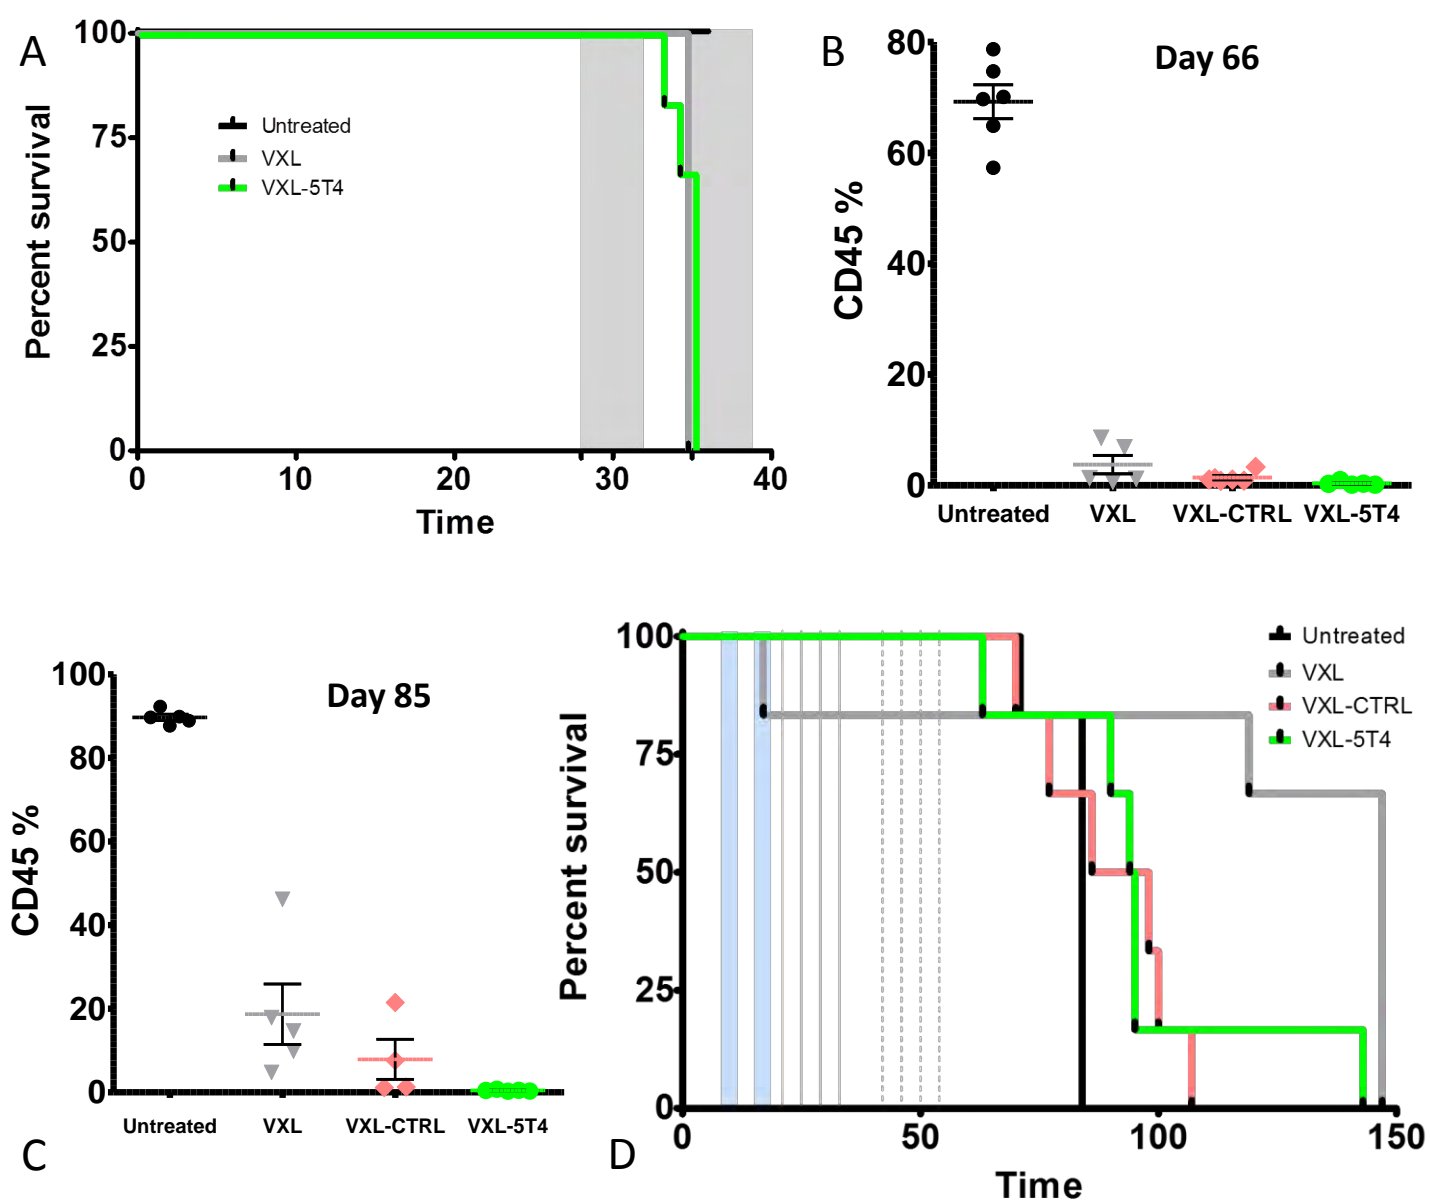 A
Percent survival
100
75
50
25
0
0 10 20 30 40
Time
Untreated
VXL
VXL-5T4
B
Day 66
CD45 %
80
60
40
20
0
Untreated VXL VXL-CTRL VXL-5T4
C
Day 85
CD45 %
100
80
60
40
20
0
Untreated VXL VXL-CTRL VXL-5T4
D
Percent survival
100
75
50
25
0
0 50 100 150
Time
Untreated
VXL
VXL-CTRL
VXL-5T4